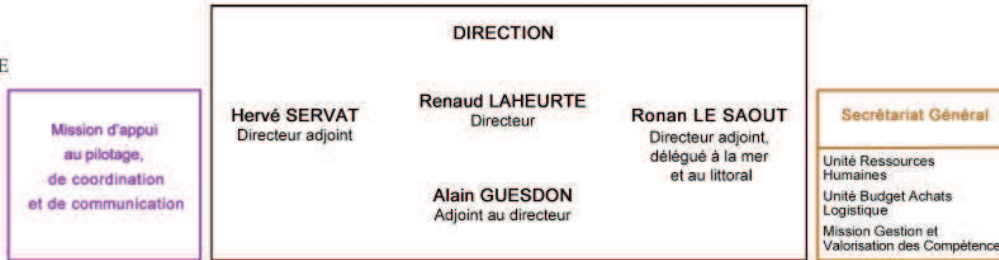 E
Mission d'appui
au pilotage,
de coordination
et de communication
DIRECTION
Hervé SERVAT
Directeur adjoint
Renaud LAHEURTE
Directeur
Ronan LE SAOUT
Directeur adjoint,
délégué à la mer
et au littoral
Alain GUESDON
Adjoint au directeur
Secrétariat Général
Unité Ressources
Humaines
Unité Budget Achats
Logistique
Mission Gestion et
Valorisation des Compétence